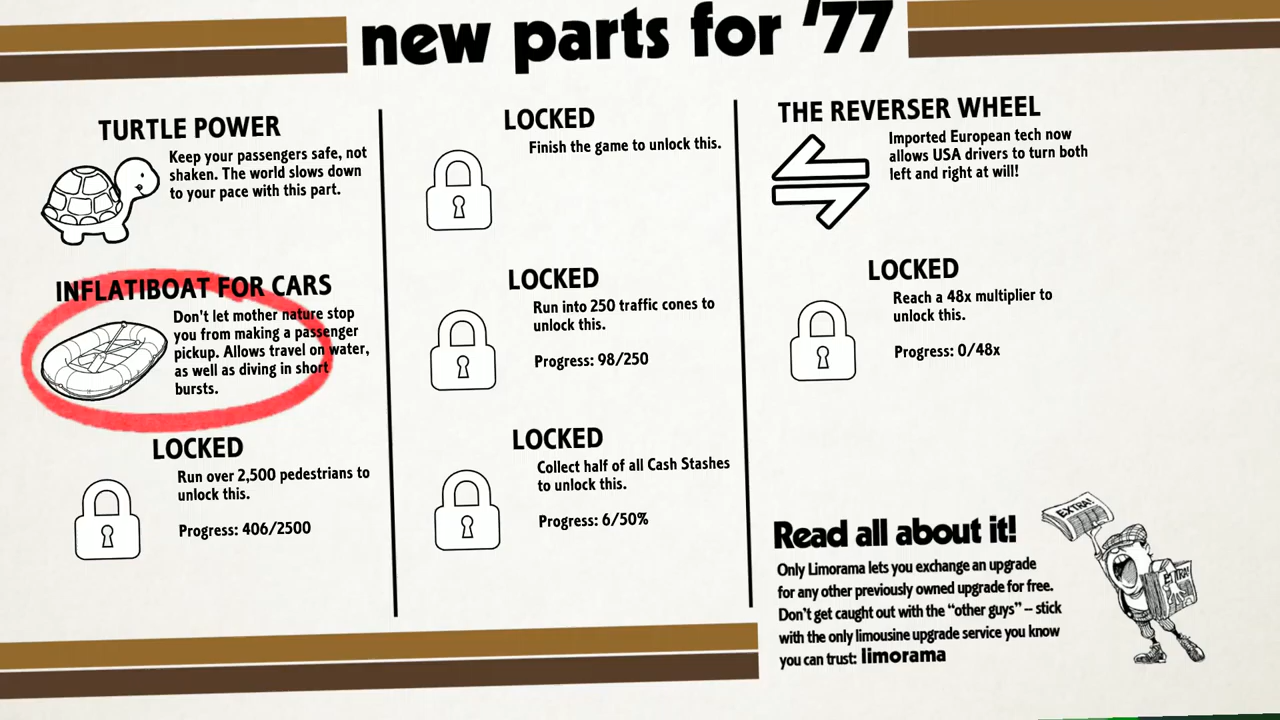 new parts for '77
TURTLE POWER
Keep your passengers safe, not
shaken. The world slows down
to your pace with this part.
INFLATIBOAT FOR CARS
Don't let mother nature stop
you from making a passenger
pickup. Allows travel on water,
as well as diving in short
bursts.
LOCKED
Run over 2,500 pedestrians to
unlock this.
Progress: 406/2500
LOCKED
Finish the game to unlock this.
LOCKED
Run into 250 traffic cones to
unlock this.
Progress: 98/250
LOCKED
Collect half of all Cash Stashes
to unlock this.
Progress: 6/50%
THE REVERSER WHEEL
Imported European tech now
allows USA drivers to turn both
left and right at will!
LOCKED
Reach a 48x multiplier to
unlock this.
Progress: 0/48x
Read all about it!
Only Limorama lets you exchange an upgrade
for any other previously owned upgrade for free.
Don't get caught out with the “other guys” – stick
with the only limousine upgrade service you know
you can trust: limorama
EXTRA!
EXTRA!